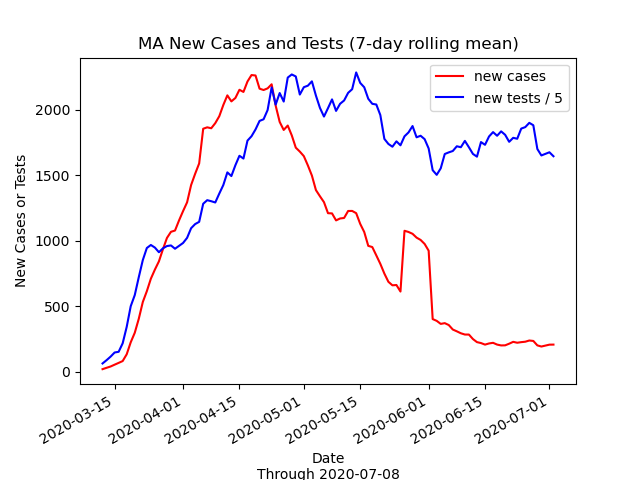 MA New Cases and Tests (7-day rolling mean)
new cases
new tests / 5
New Cases or Tests
2000
1500
1000
500
0
2020-03-15
2020-04-01
2020-04-15
2020-05-01
2020-05-15
2020-06-01
2020-06-15
2020-07-01
Date
Through 2020-07-08